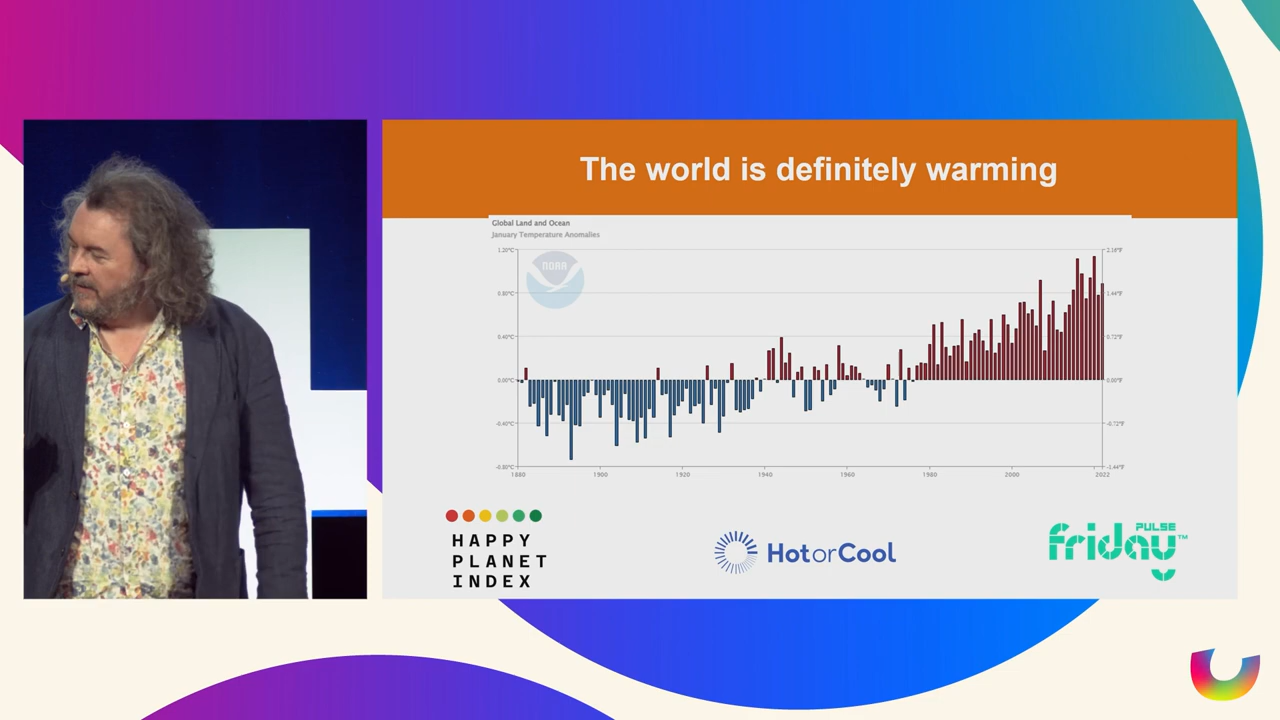 The world is definitely warming
Global Land and Ocean
January Temperature Anomalies
1.20°C
2.16°F
NOAA
0.80°C
1.44°F
0.40°C
0.72°F
0.00°C
0.00°F
-0.40°C
-0.72°F
-0.80°C
-1.44°F
1880
1900
1920
1940
1960
1980
2000
2022
HAPPY
PLANET
INDEX
HotorCool
PULSE
friday™